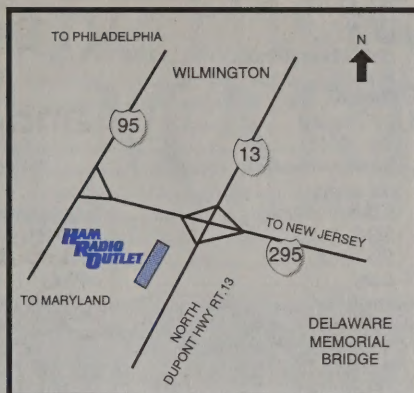 TO PHILADELPHIA
N
WILMINGTON
95
13
HAM
RADIO
OUTLET
TO NEW JERSEY
295
TO MARYLAND
NORTH
DUPONT HWY RT.13
DELAWARE
MEMORIAL
BRIDGE